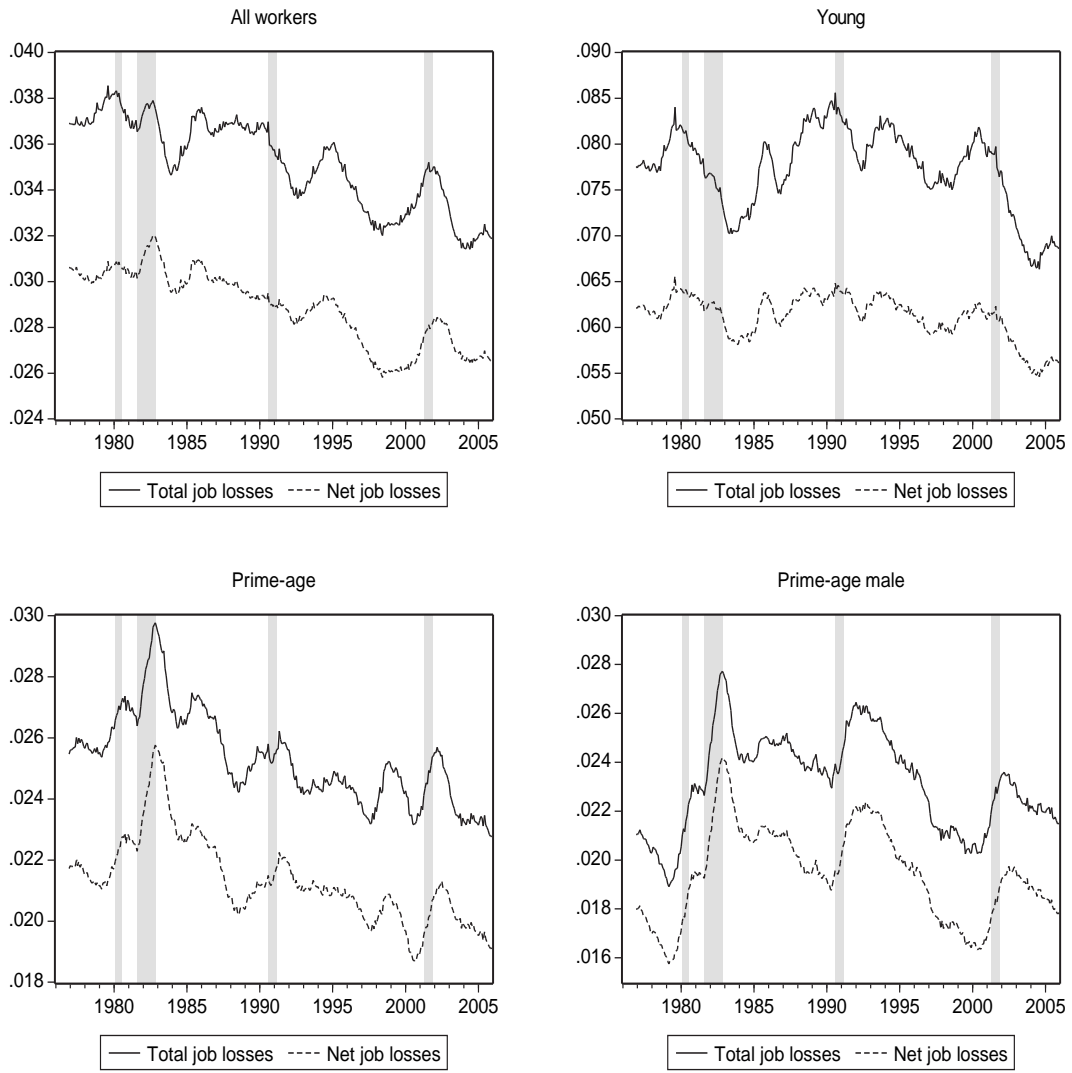 All workers
.040
.038
.036
.034
.032
.030
.028
.026
.024
1980 1985 1990 1995 2000 2005
Total job losses Net job losses
Young
.090
.085
.080
.075
.070
.065
.060
.055
.050
1980 1985 1990 1995 2000 2005
Total job losses Net job losses
Prime-age
.030
.028
.026
.024
.022
.020
.018
1980 1985 1990 1995 2000 2005
Total job losses Net job losses
Prime-age male
.030
.028
.026
.024
.022
.020
.018
.016
1980 1985 1990 1995 2000 2005
Total job losses Net job losses